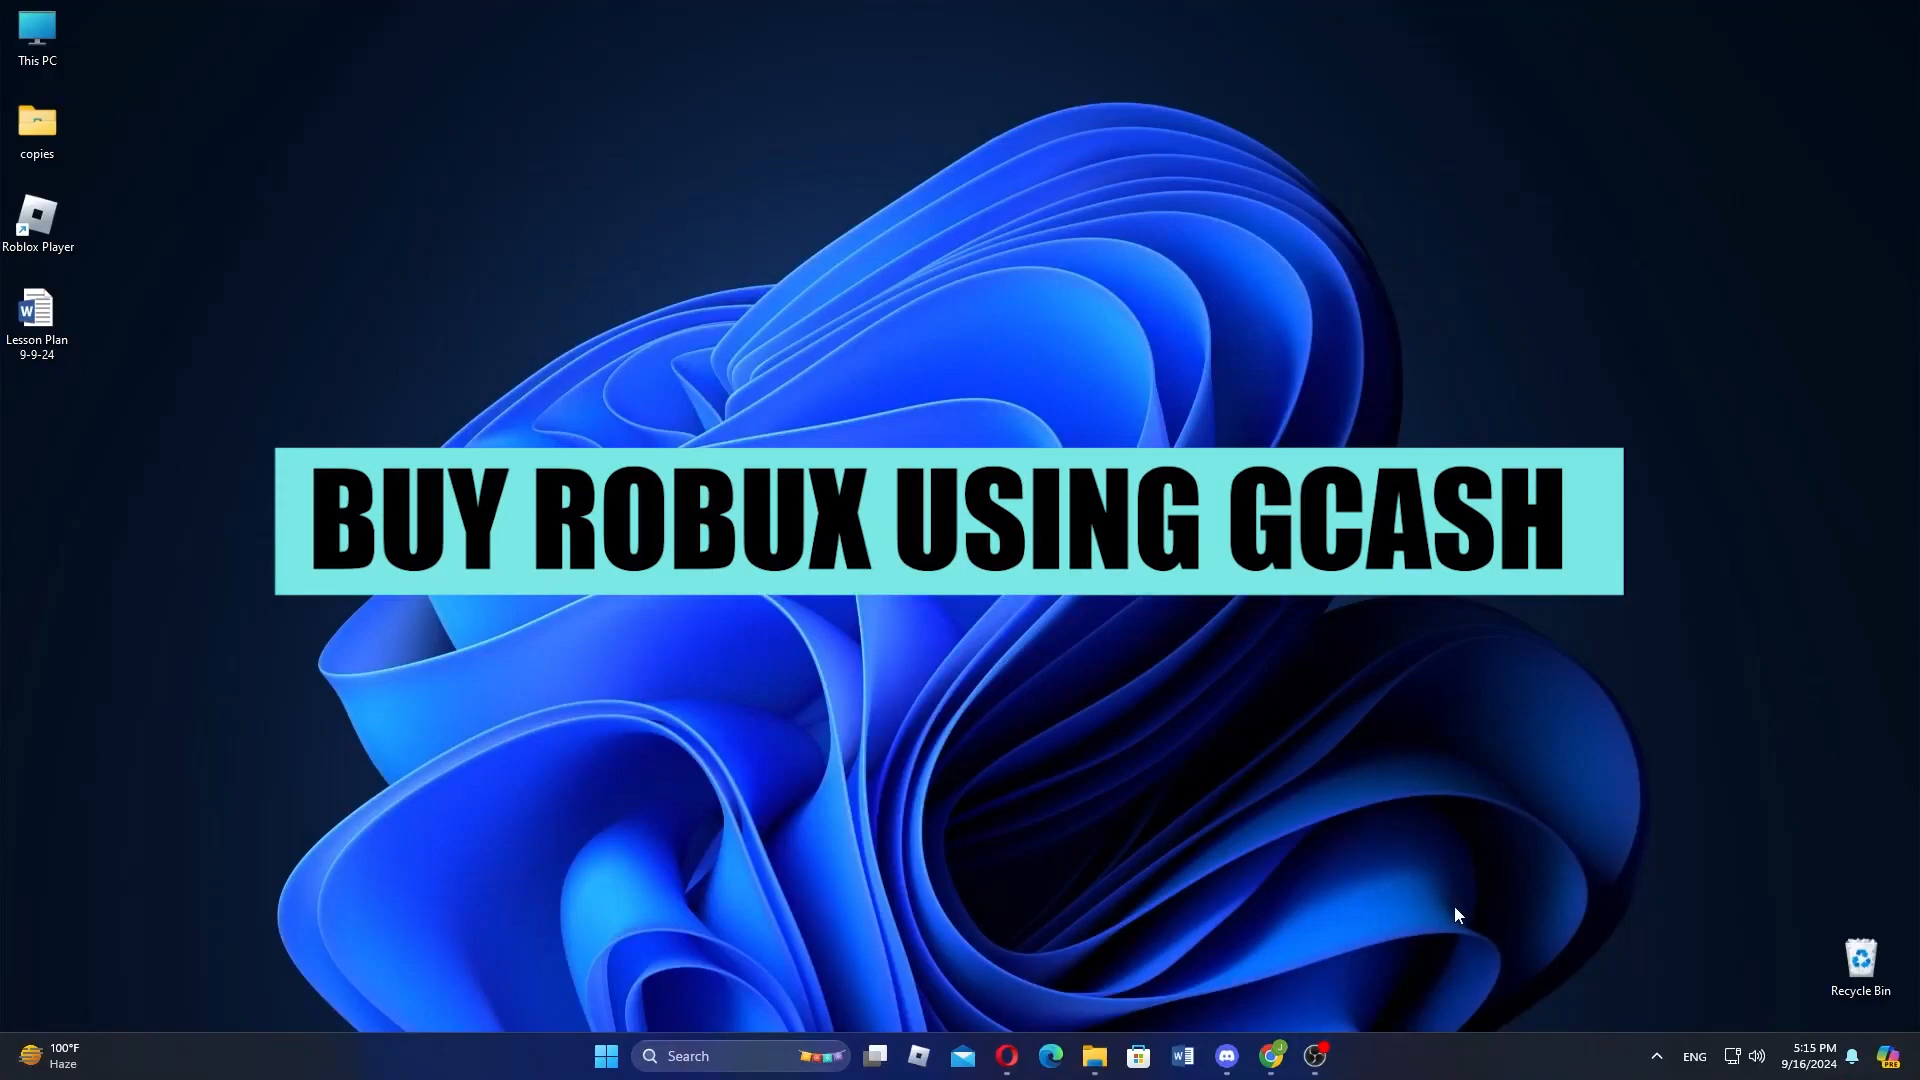 This PC
copies
Roblox Player
Lesson Plan
9-9-24
BUY ROBUX USING GCASH
Recycle Bin
100°F
Haze
Search
ENG
5:15 PM
9/16/2024
PRE